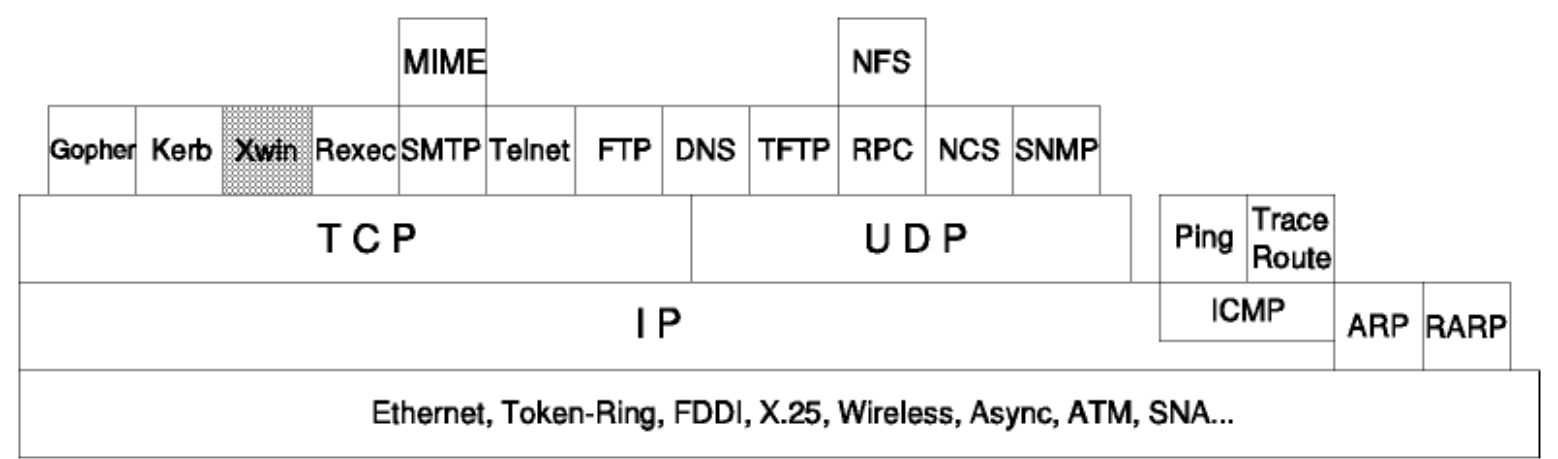 MIME NFS
Gopher Kerb Xwin Rexec SMTP Telnet FTP DNS TFTP RPC NCS SNMP
TCP UDP Ping Trace Route
IP ICMP ARP RARP
Ethernet, Token-Ring, FDDI, X.25, Wireless, Async, ATM, SNA...